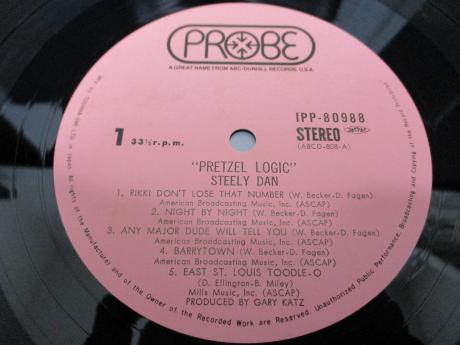 PROBE
A GREAT NAME FROM ABC-DUNHILL RECORDS, U.S.A.
IPP-80988
1 33⅓ r.p.m.
STEREO
(ABCD-808-A)
"PRETZEL LOGIC"
STEELY DAN
1. RIKKI DON'T LOSE THAT NUMBER (W. Becker-D. Fagen)
American Broadcasting Music, Inc. (ASCAP)
2. NIGHT BY NIGHT (W. Becker-D. Fagen)
American Broadcasting Music, Inc. (ASCAP)
3. ANY MAJOR DUDE WILL TELL YOU (W. Becker-D. Fagen)
American Broadcasting Music, Inc. (ASCAP)
4. BARRYTOWN (W. Becker-D. Fagen)
American Broadcasting Music, Inc. (ASCAP)
5. EAST ST. LOUIS TOODLE-O
(D. Ellington-B. Miley)
Mills Music, Inc. (ASCAP)
PRODUCED BY GARY KATZ
in Japan All rights of the Manufacturer and of the Owner of the Recorded Work are Reserved. Unauthorized Public Performance, Broadcasting and Copying of the